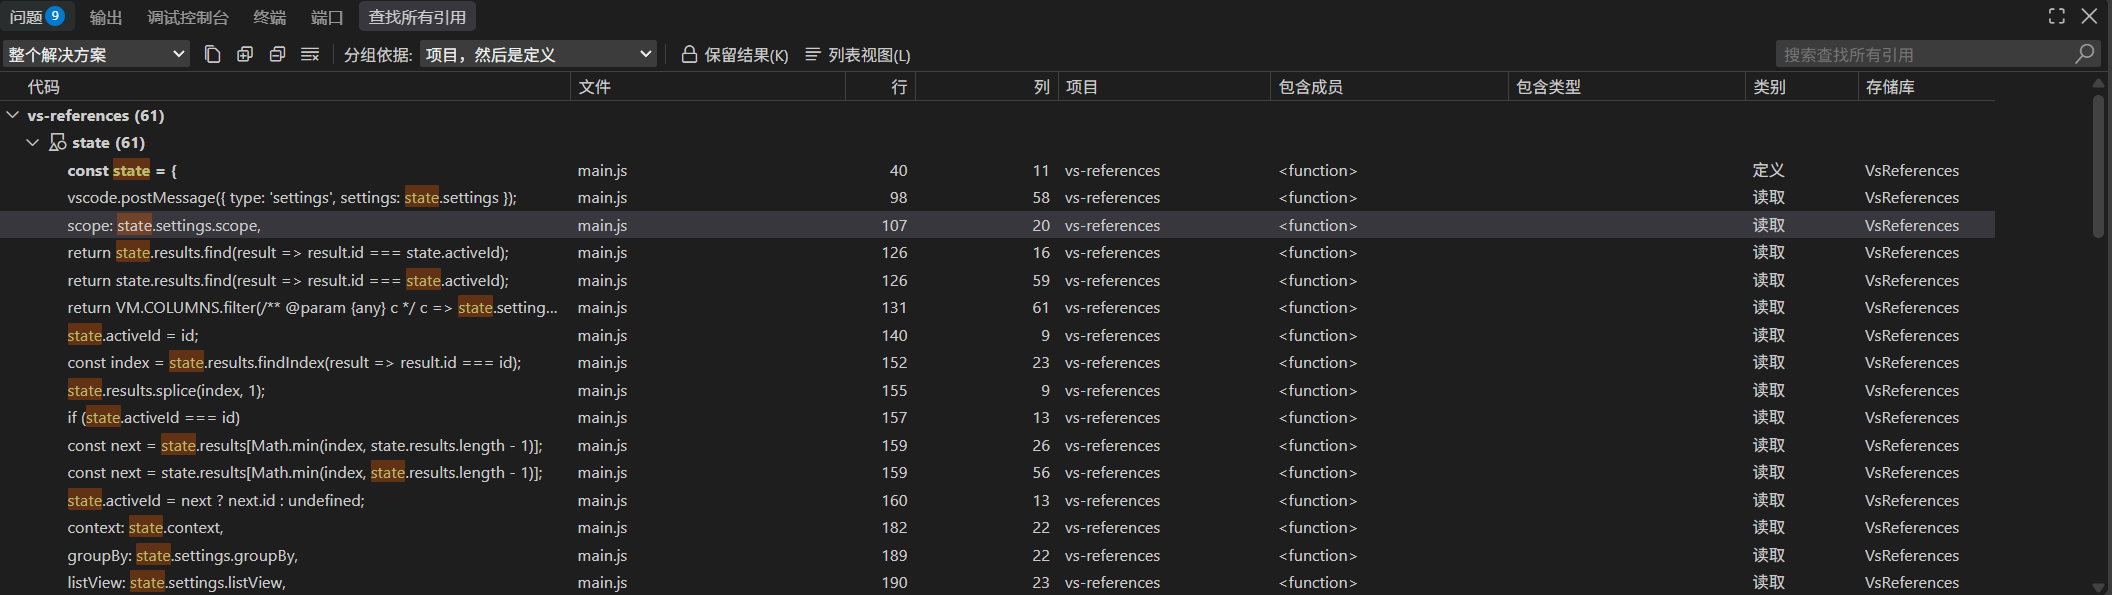 问题 9 输出 调试控制台 终端 端口 查找所有引用
整个解决方案 分组依据: 项目，然后是定义 保留结果(K) 列表视图(L) 搜索查找所有引用
代码 文件 行 列 项目 包含成员 包含类型 类别 存储库
vs-references (61)
state (61)
const state = { main.js 40 11 vs-references <function> 定义 VsReferences
vscode.postMessage({ type: 'settings', settings: state.settings }); main.js 98 58 vs-references <function> 读取 VsReferences
scope: state.settings.scope, main.js 107 20 vs-references <function> 读取 VsReferences
return state.results.find(result => result.id === state.activeId); main.js 126 16 vs-references <function> 读取 VsReferences
return state.results.find(result => result.id === state.activeId); main.js 126 59 vs-references <function> 读取 VsReferences
return VM.COLUMNS.filter(/** @param {any} c */ c => state.setting... main.js 131 61 vs-references <function> 读取 VsReferences
state.activeId = id; main.js 140 9 vs-references <function> 读取 VsReferences
const index = state.results.findIndex(result => result.id === id); main.js 152 23 vs-references <function> 读取 VsReferences
state.results.splice(index, 1); main.js 155 9 vs-references <function> 读取 VsReferences
if (state.activeId === id) main.js 157 13 vs-references <function> 读取 VsReferences
const next = state.results[Math.min(index, state.results.length - 1)]; main.js 159 26 vs-references <function> 读取 VsReferences
const next = state.results[Math.min(index, state.results.length - 1)]; main.js 159 56 vs-references <function> 读取 VsReferences
state.activeId = next ? next.id : undefined; main.js 160 13 vs-references <function> 读取 VsReferences
context: state.context, main.js 182 22 vs-references <function> 读取 VsReferences
groupBy: state.settings.groupBy, main.js 189 22 vs-references <function> 读取 VsReferences
listView: state.settings.listView, main.js 190 23 vs-references <function> 读取 VsReferences